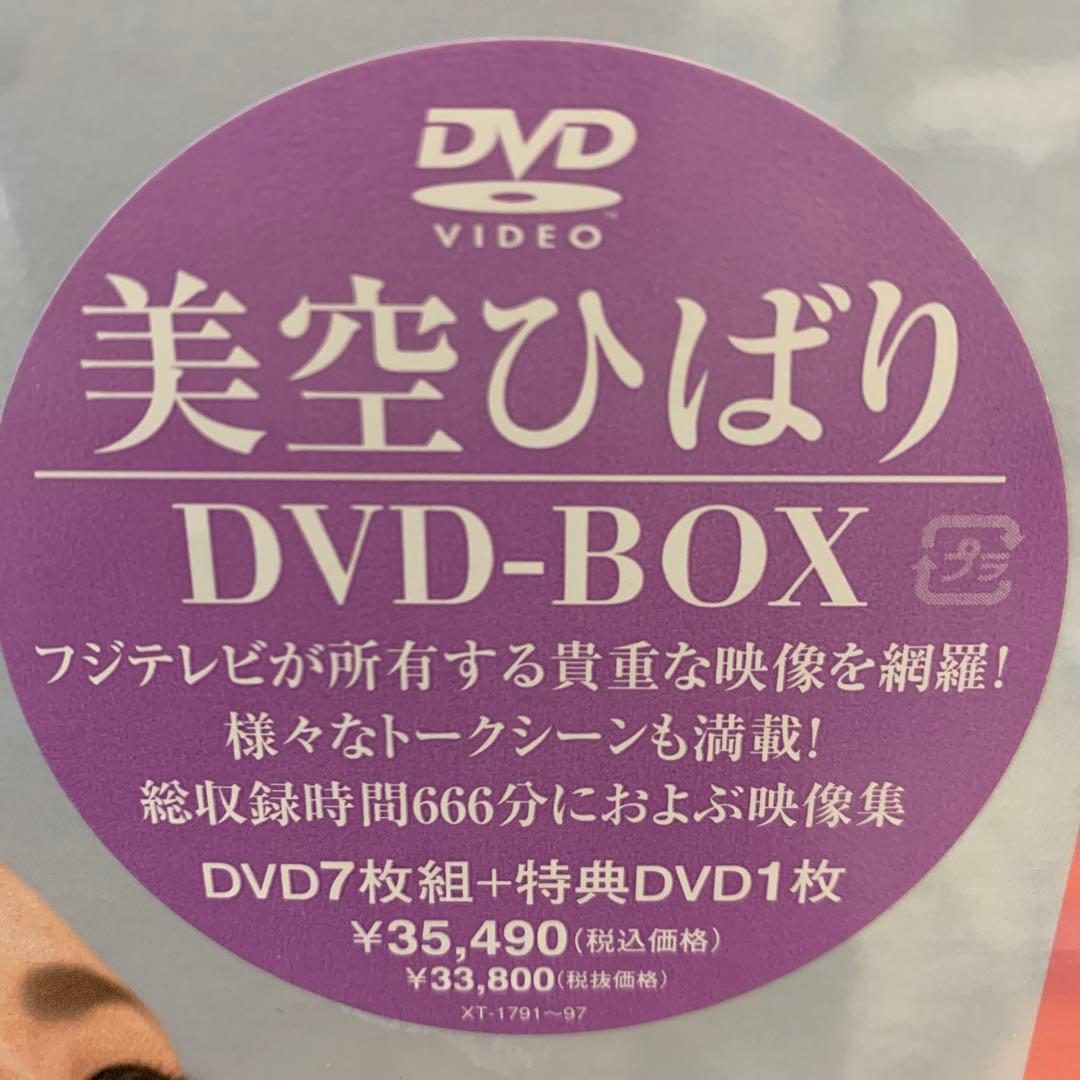 DVD
VIDEO
美空ひばり
DVD-BOX
プラ
フジテレビが所有する貴重な映像を網羅!
様々なトークシーンも満載!
総収録時間666分におよぶ映像集
DVD7枚組+特典DVD1枚
¥35,490(税込価格)
¥33,800(税抜価格)
XT-1791~97